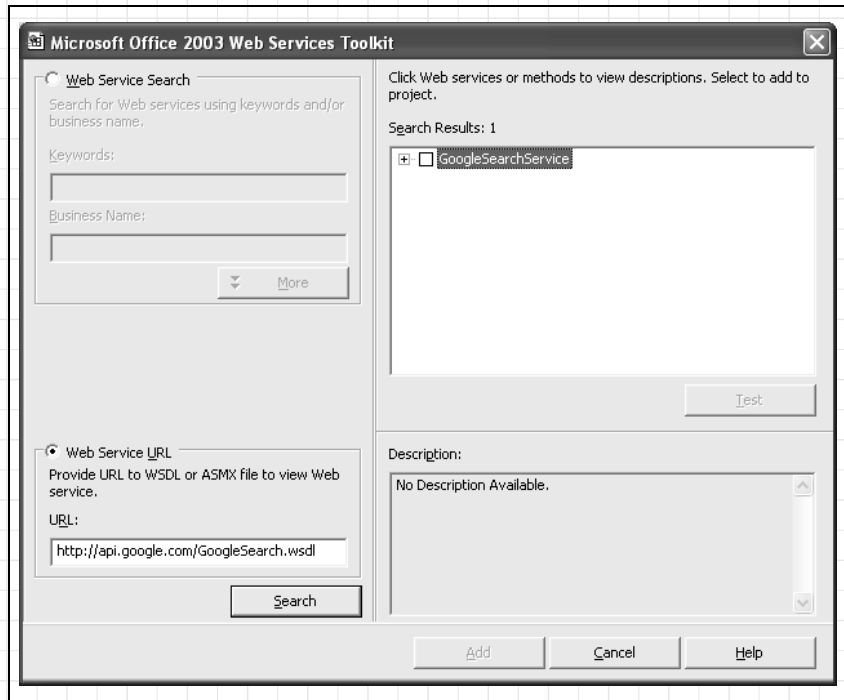 Microsoft Office 2003 Web Services Toolkit
Web Service Search
Search for Web services using keywords and/or
business name.
Keywords:
Business Name:
More
Web Service URL
Provide URL to WSDL or ASMX file to view Web
service.
URL:
http://api.google.com/GoogleSearch.wsdl
Search
Click Web services or methods to view descriptions. Select to add to
project.
Search Results: 1
GoogleSearchService
Test
Description:
No Description Available.
Add
Cancel
Help